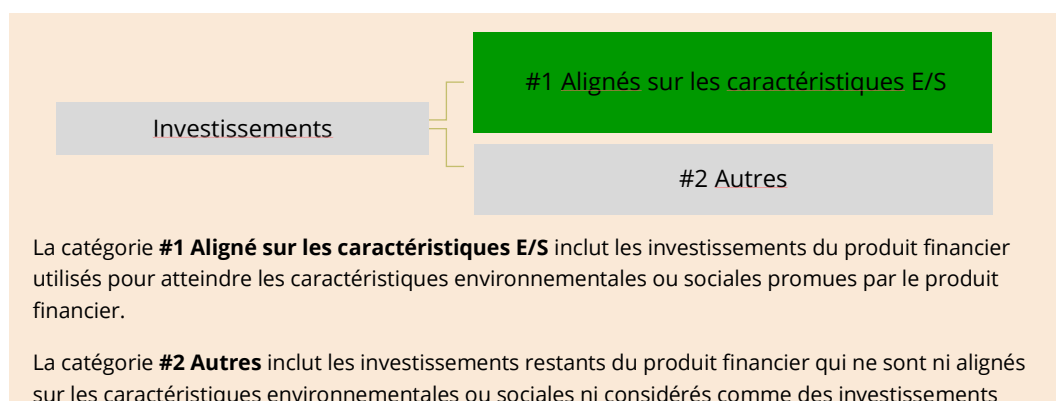 #1 Alignés sur les caractéristiques E/S
Investissements
#2 Autres
La catégorie #1 Aligné sur les caractéristiques E/S inclut les investissements du produit financier
utilisés pour atteindre les caractéristiques environnementales ou sociales promues par le produit
financier.
La catégorie #2 Autres inclut les investissements restants du produit financier qui ne sont ni alignés
sur les caractéristiques environnementales ou sociales ni considérés comme des investissements